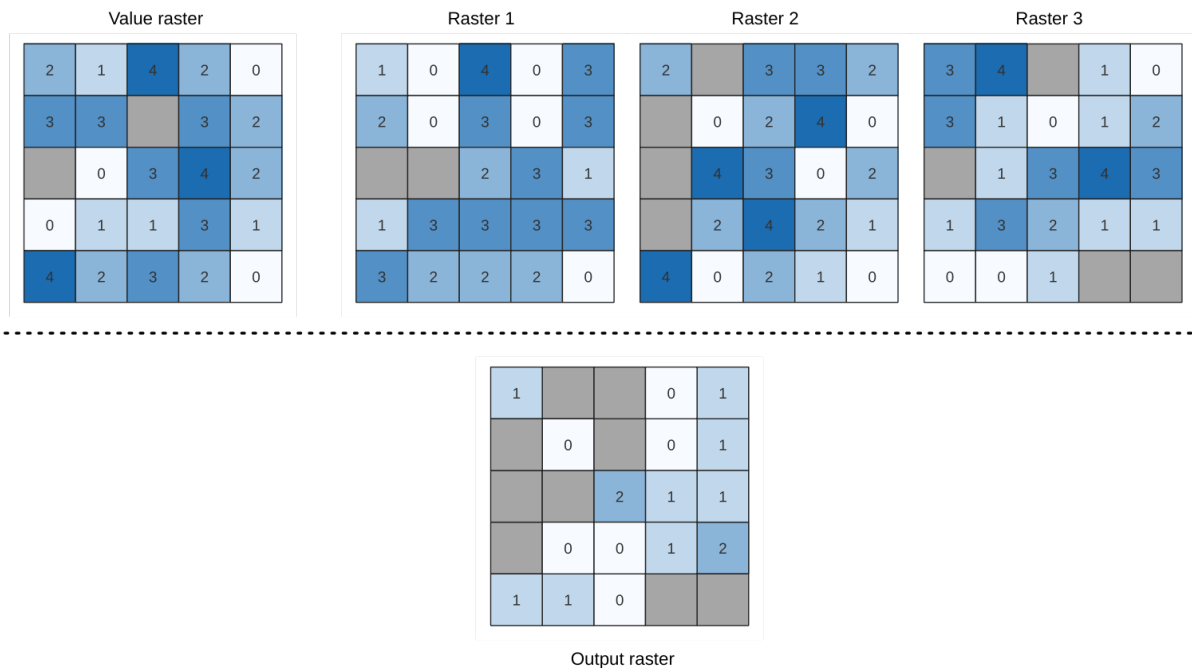 Value raster Raster 1 Raster 2 Raster 3
2 1 4 2 0 1 0 4 0 3 2 3 3 2 3 4 1 0
3 3 3 2 2 0 3 0 3 0 2 4 0 3 1 0 1 2
0 3 4 2 2 3 1 4 3 0 2 1 3 4 3
0 1 1 3 1 1 3 3 3 3 2 4 2 1 1 3 2 1 1
4 2 3 2 0 3 2 2 2 0 4 0 2 1 0 0 0 1
1 0 1
0 0 1
2 1 1
0 0 1 2
1 1 0
Output raster